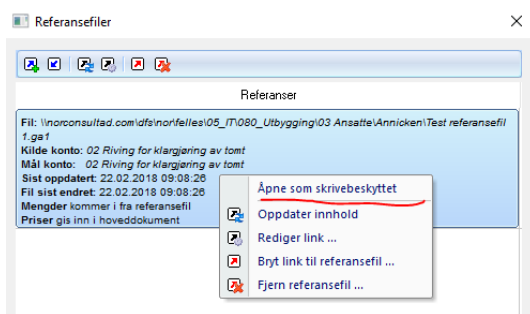 Referansefiler
Referanser
Fil: \\norconsultad.com\dfs\nor\felles\05_IT\080_Utbygging\03 Ansatte\Annicken\Test referansefil
1.ga1
Kilde konto: 02 Riving for klargjøring av tomt
Mål konto: 02 Riving for klargjøring av tomt
Sist oppdatert: 22.02.2018 09:08:26
Fil sist endret: 22.02.2018 09:08:26
Mengder kommer i fra referansefil
Priser gis inn i hoveddokument
Åpne som skrivebeskyttet
Oppdater innhold
Rediger link ...
Bryt link til referansefil ...
Fjern referansefil ...